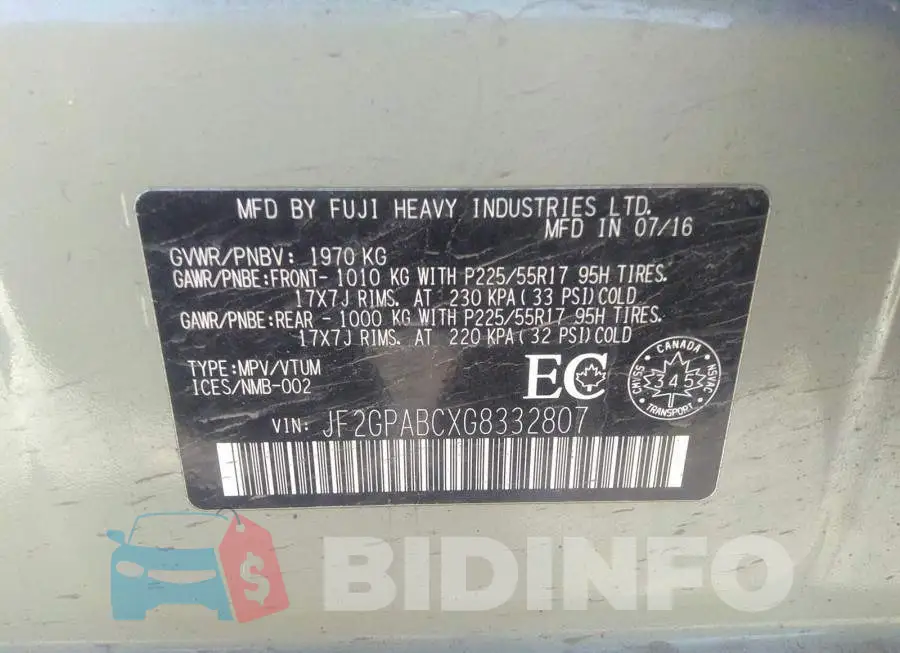 MFD BY FUJI HEAVY INDUSTRIES LTD.
MFD IN 07/16
GVWR/PNBV: 1970 KG
GAWR/PNBE:FRONT- 1010 KG WITH P225/55R17 95H TIRES.
17X7J RIMS. AT 230 KPA(33 PSI)COLD
GAWR/PNBE:REAR - 1000 KG WITH P225/55R17 95H TIRES.
17X7J RIMS. AT 220 KPA(32 PSI)COLD
TYPE:MPV/VTUM
ICES/NMB-002
EC
CANADA
CMVSS
345
NSVAC
TRANSPORT
VIN: JF2GPABCXG8332807
$
BIDINFO